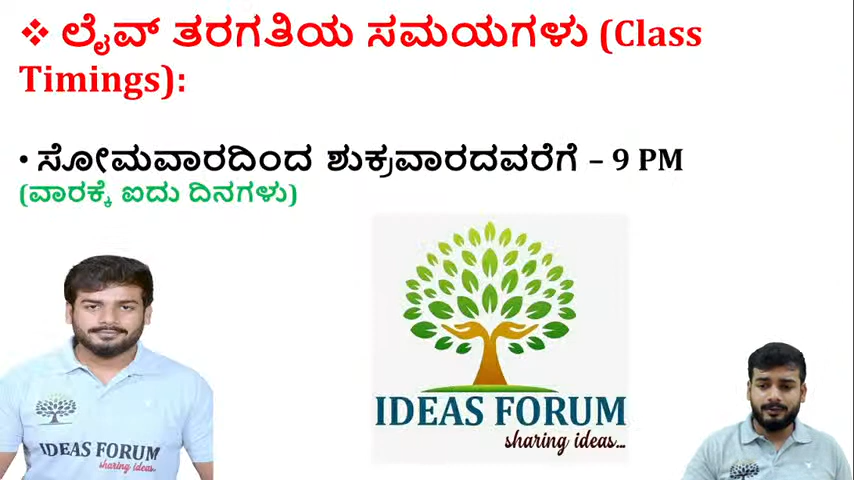 ❖ ಲೈವ್ ತರಗತಿಯ ಸಮಯಗಳು (Class
Timings):
• ಸೋಮವಾರದಿಂದ ಶುಕ್ರವಾರದವರೆಗೆ – 9 PM
(ವಾರಕ್ಕೆ ಐದು ದಿನಗಳು)
IDEAS FORUM
sharing ideas...
IDEAS FORUM
sharing ideas...